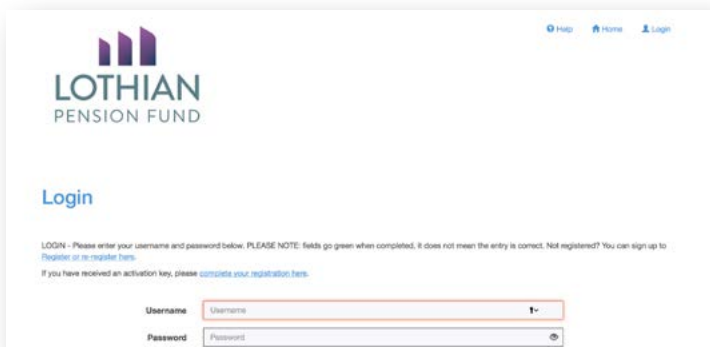 Help Home Login
LOTHIAN
PENSION FUND
Login
LOGIN - Please enter your username and password below. PLEASE NOTE: fields go green when completed, it does not mean the entry is correct. Not registered? You can sign up to
Register or re-register here.
If you have received an activation key, please complete your registration here.
Username Username
Password Password